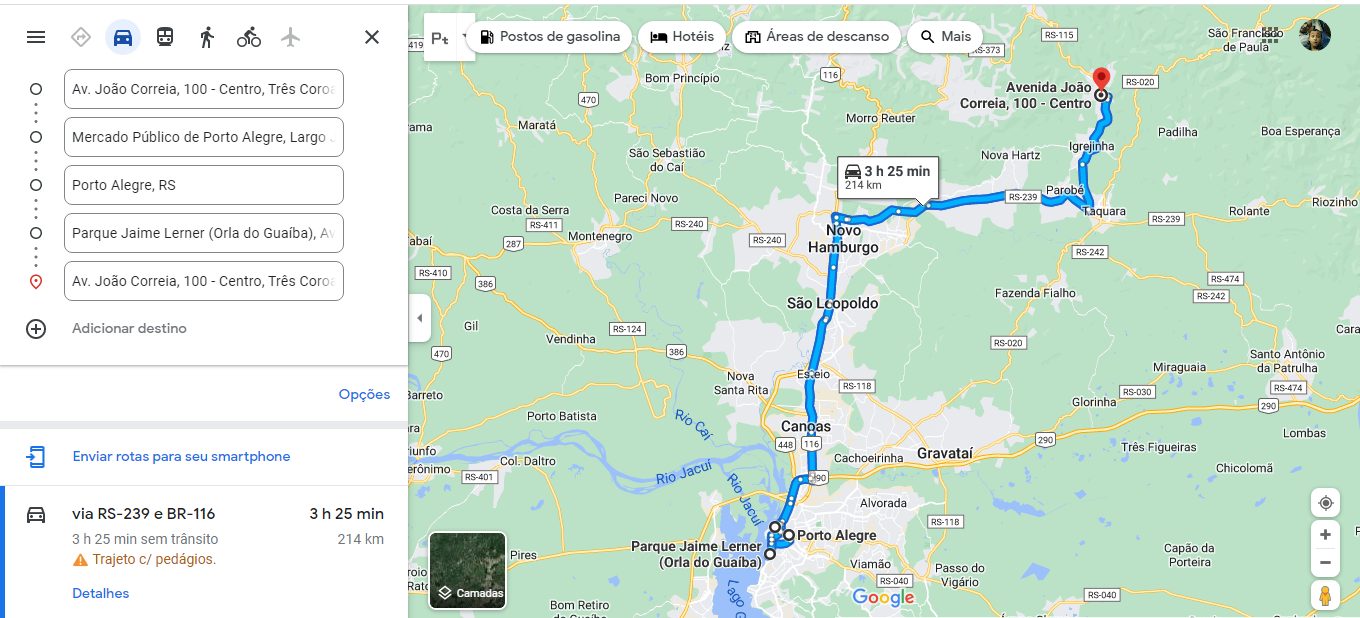 Av. João Correia, 100 - Centro, Três Coroa
Mercado Público de Porto Alegre, Largo
Porto Alegre, RS
Parque Jaime Lerner (Orla do Guaíba), Av
Av. João Correia, 100 - Centro, Três Coroa
Adicionar destino
Opções
Enviar rotas para seu smartphone
via RS-239 e BR-116
3 h 25 min
3 h 25 min sem trânsito
214 km
Trajeto c/ pedágios.
Detalhes
419
Pt
Postos de gasolina
Hotéis
Áreas de descanso
Mais
RS-373
RS-115
São Francisco
de Paula
Bom Princípio
116
Avenida João
Correia, 100 - Centro
RS-020
470
Maratá
Morro Reuter
Padilha
Boa Esperança
São Sebastião
do Caí
Nova Hartz
Igrejinha
3 h 25 min
214 km
Pareci Novo
RS-239
Parobé
Taquara
Riozinho
Costa da Serra
RS-411
RS-240
RS-239
Rolante
287
Montenegro
RS-240
Novo
Hamburgo
RS-242
RS-410
386
RS-474
RS-242
Fazenda Fialho
São Leopoldo
Gil
RS-124
Vendinha
470
386
RS-020
Santo Antônio
da Patrulha
Esteio
Nova
Santa Rita
RS-118
Miraguaia
RS-030
RS-474
Barreto
Glorinha
290
Porto Batista
Rio Caí
Canoas
448
116
290
Lombas
Três Figueiras
Gravataí
Cachoeirinha
Col. Daltro
RS-401
Rio Jacuí
Rio Jacuí
290
Chicolomã
Alvorada
RS-118
Porto Alegre
Parque Jaime Lerner
(Orla do Guaíba)
Pires
Capão da
Porteira
Viamão
Passo do
Vigário
RS-040
RS-040
Camadas
Lago G
Google
Bom Retiro